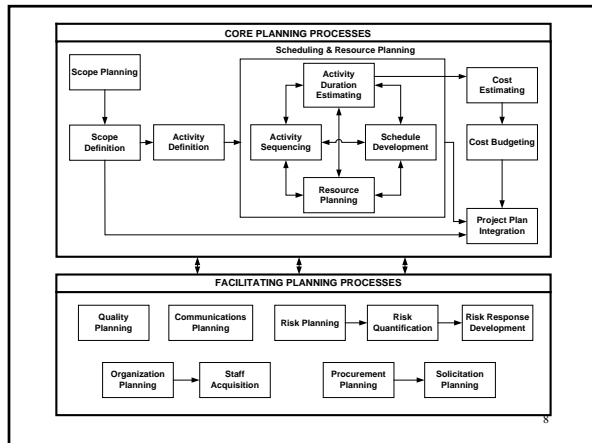 CORE PLANNING PROCESSES
Scheduling & Resource Planning
Scope Planning
Activity
Duration
Estimating
Cost
Estimating
Scope
Definition
Activity
Definition
Activity
Sequencing
Schedule
Development
Cost Budgeting
Resource
Planning
Project Plan
Integration
FACILITATING PLANNING PROCESSES
Quality
Planning
Communications
Planning
Risk Planning
Risk
Quantification
Risk Response
Development
Organization
Planning
Staff
Acquisition
Procurement
Planning
Solicitation
Planning
8